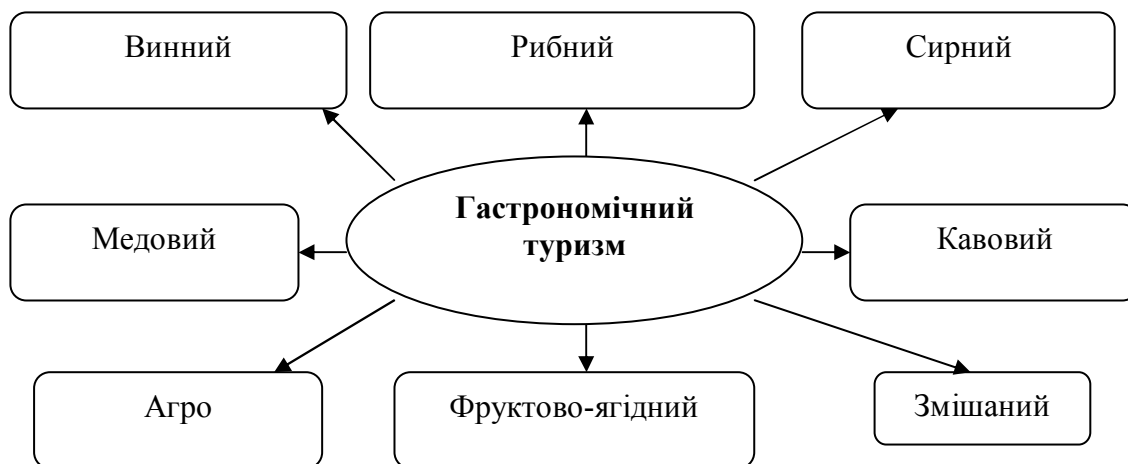 Винний
Рибний
Сирний
Гастрономічний
туризм
Медовий
Кавовий
Агро
Фруктово-ягідний
Змішаний